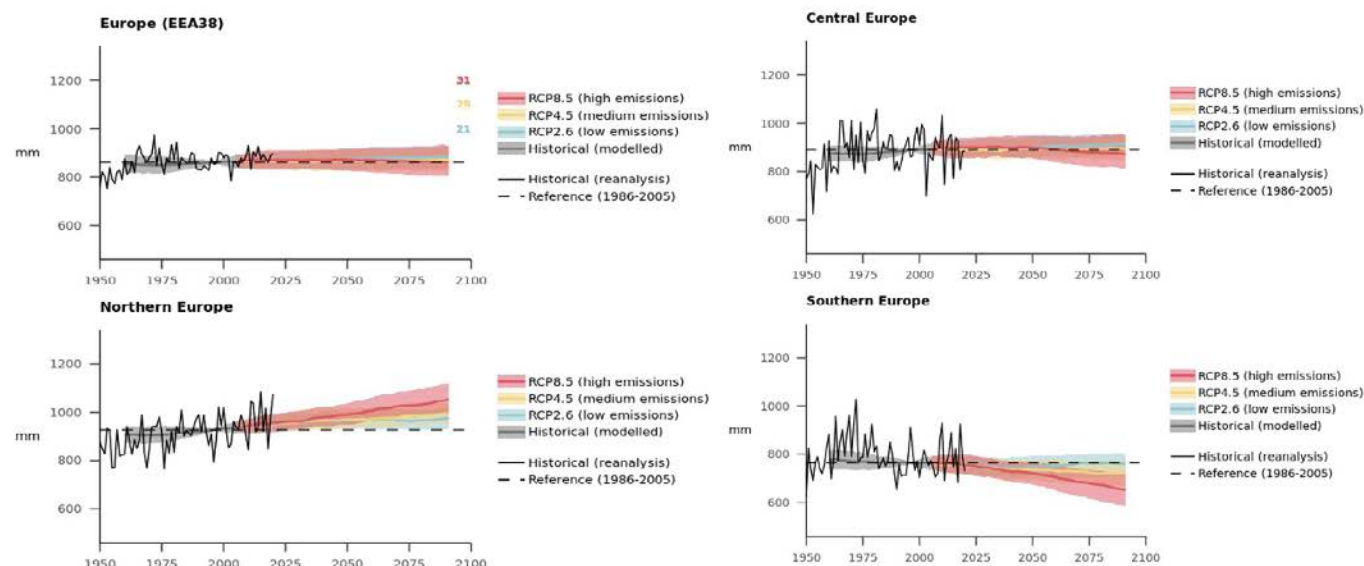 Europe (EEA38)
1200
1000
mm
800
600
1950 1975 2000 2025 2050 2075 2100
31
28
21
RCP8.5 (high emissions)
RCP4.5 (medium emissions)
RCP2.6 (low emissions)
Historical (modelled)
Historical (reanalysis)
Reference (1986-2005)
Central Europe
1200
1000
mm
800
600
1950 1975 2000 2025 2050 2075 2100
RCP8.5 (high emissions)
RCP4.5 (medium emissions)
RCP2.6 (low emissions)
Historical (modelled)
Historical (reanalysis)
Reference (1986-2005)
Northern Europe
1200
1000
mm
800
600
1950 1975 2000 2025 2050 2075 2100
RCP8.5 (high emissions)
RCP4.5 (medium emissions)
RCP2.6 (low emissions)
Historical (modelled)
Historical (reanalysis)
Reference (1986-2005)
Southern Europe
1200
1000
mm
800
600
1950 1975 2000 2025 2050 2075 2100
RCP8.5 (high emissions)
RCP4.5 (medium emissions)
RCP2.6 (low emissions)
Historical (modelled)
Historical (reanalysis)
Reference (1986-2005)